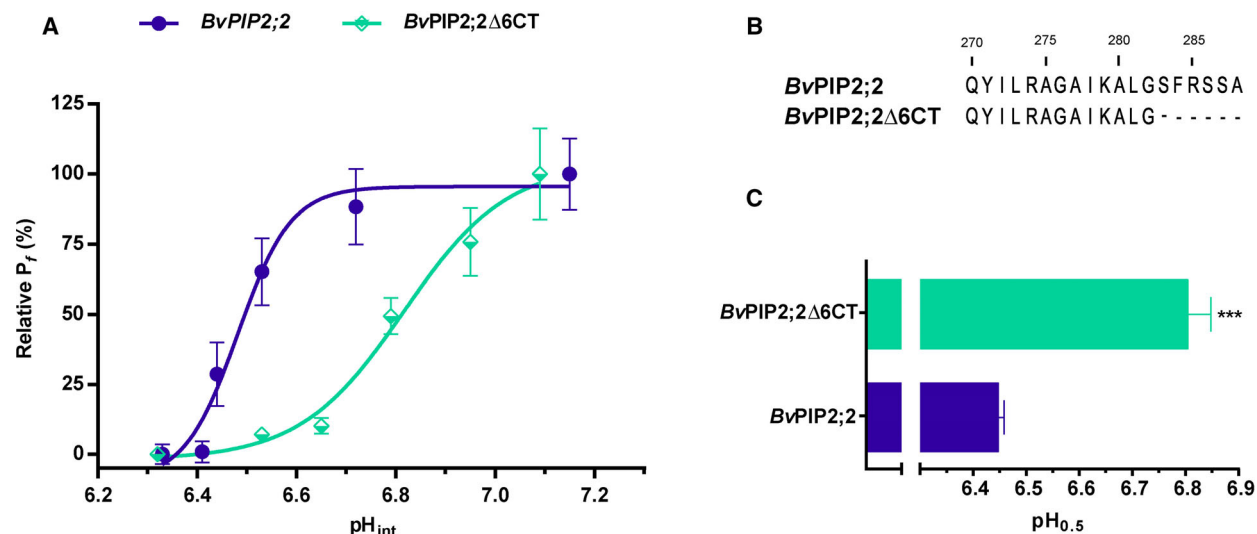 A
BvPIP2;2
BvPIP2;2Δ6CT
125
100
75
50
25
0
Relative Pf (%)
6.2 6.4 6.6 6.8 7.0 7.2
pHint
B
270 275 280 285
BvPIP2;2 QYILRAGAIKALGSFRSSA
BvPIP2;2Δ6CT QYILRAGAIKALG------
C
BvPIP2;2Δ6CT
***
BvPIP2;2
6.4 6.5 6.6 6.7 6.8 6.9
pH0.5